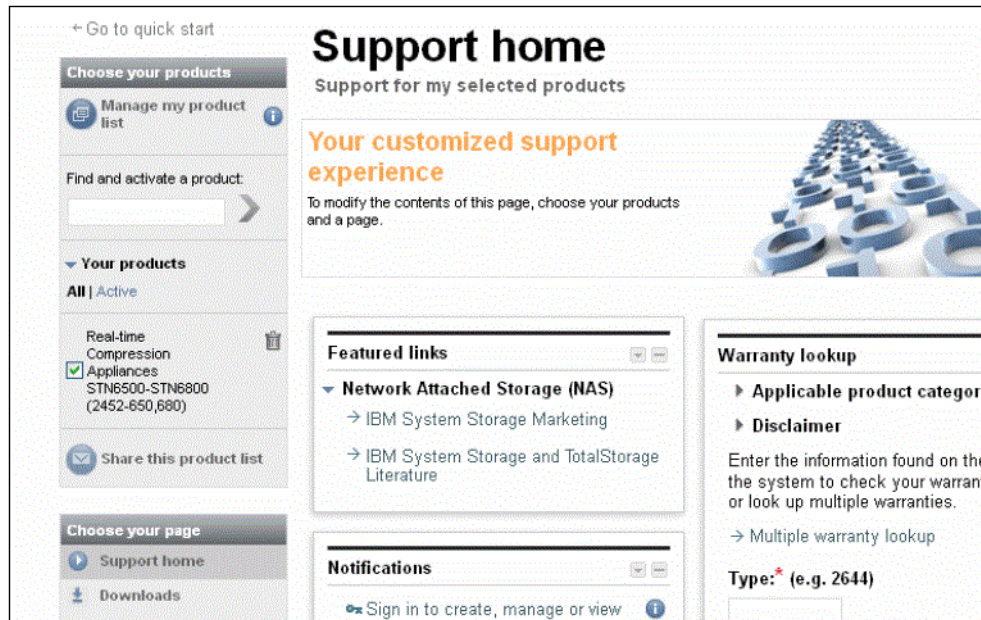 ← Go to quick start
Choose your products
Manage my product
list
Find and activate a product:
Your products
All | Active
Real-time
Compression
Appliances
STN6500-STN6800
(2452-650,680)
Share this product list
Choose your page
Support home
Downloads
Support home
Support for my selected products
Your customized support
experience
To modify the contents of this page, choose your products
and a page.
Featured links
Network Attached Storage (NAS)
→ IBM System Storage Marketing
→ IBM System Storage and TotalStorage
Literature
Notifications
Sign in to create, manage or view
Warranty lookup
Applicable product categor
Disclaimer
Enter the information found on the
the system to check your warran
or look up multiple warranties.
→ Multiple warranty lookup
Type:* (e.g. 2644)